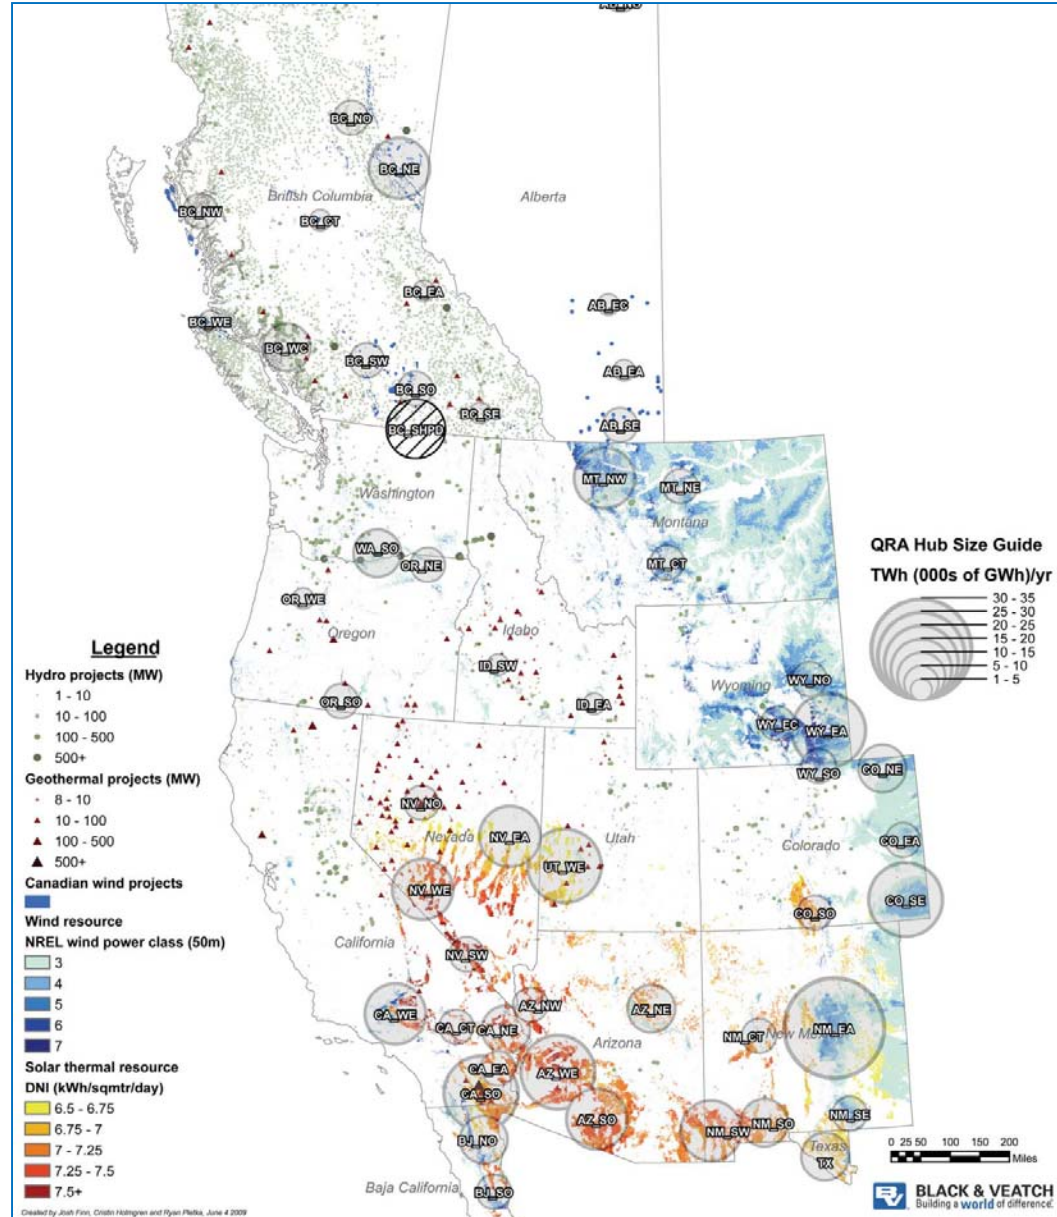 AB_NO
BC_NO
BC_NE
British Columbia
Alberta
BC_NW
BC_CT
BC_EA
AB_EC
BC_WE
BC_WC
BC_SW
AB_EA
BC_SO
BC_SE
AB_SE
BC_SHPD
MT_NW
MT_NE
Washington
Montana
WA_SO
OR_NE
MT_CT
OR_WE
Oregon
Idaho
ID_SW
ID_EA
OR_SO
WY_NO
Wyoming
WY_EC
WY_EA
WY_SO
CO_NE
NV_NO
Nevada
NV_EA
Utah
UT_WE
Colorado
CO_EA
NV_WE
CO_SE
CO_SO
California
NV_SW
CA_WE
CA_CT
CA_NE
AZ_NW
AZ_NE
NM_CT
New Mexico
NM_EA
Arizona
CA_EA
AZ_WE
CA_SO
AZ_SO
NM_SW
NM_SO
NM_SE
BJ_NO
Texas
TX
Baja California
BJ_SO
QRA Hub Size Guide
TWh (000s of GWh)/yr
30 - 35
25 - 30
20 - 25
15 - 20
10 - 15
5 - 10
1 - 5
Legend
Hydro projects (MW)
1 - 10
10 - 100
100 - 500
500+
Geothermal projects (MW)
8 - 10
10 - 100
100 - 500
500+
Canadian wind projects
Wind resource
NREL wind power class (50m)
3
4
5
6
7
Solar thermal resource
DNI (kWh/sqmtr/day)
6.5 - 6.75
6.75 - 7
7 - 7.25
7.25 - 7.5
7.5+
0 25 50 100 150 200
Miles
BV
BLACK & VEATCH
Building a world of difference.
Created by Josh Finn, Cristin Holmgren and Ryan Pletka, June 4 2009